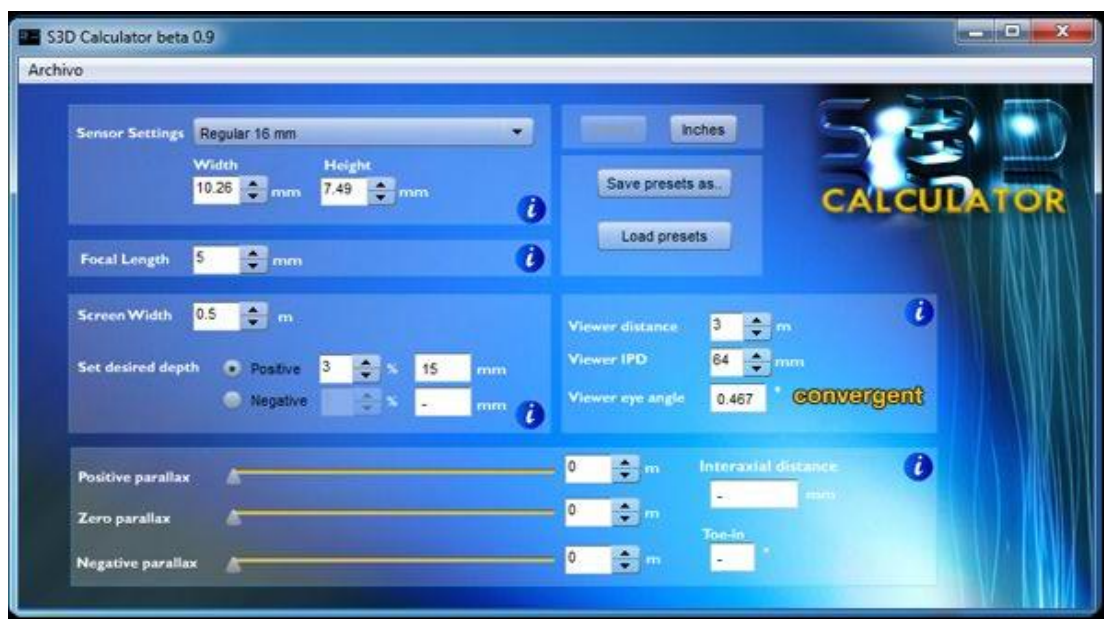 S3D Calculator beta 0.9
Archivo
Sensor Settings Regular 16 mm
Width Height
10.26 mm 7.49 mm
i
Focal Length 5 mm
i
Inches
Save presets as..
Load presets
S3D
CALCULATOR
Screen Width 0.5 m
Set desired depth Positive 3 % 15 mm
Negative % - mm
i
i
Viewer distance 3 m
Viewer IPD 64 mm
Viewer eye angle 0.467 ° convergent
Positive parallax 0 m
Zero parallax 0 m
Negative parallax 0 m
Interaxial distance
- mm
i
Toe-in
- °